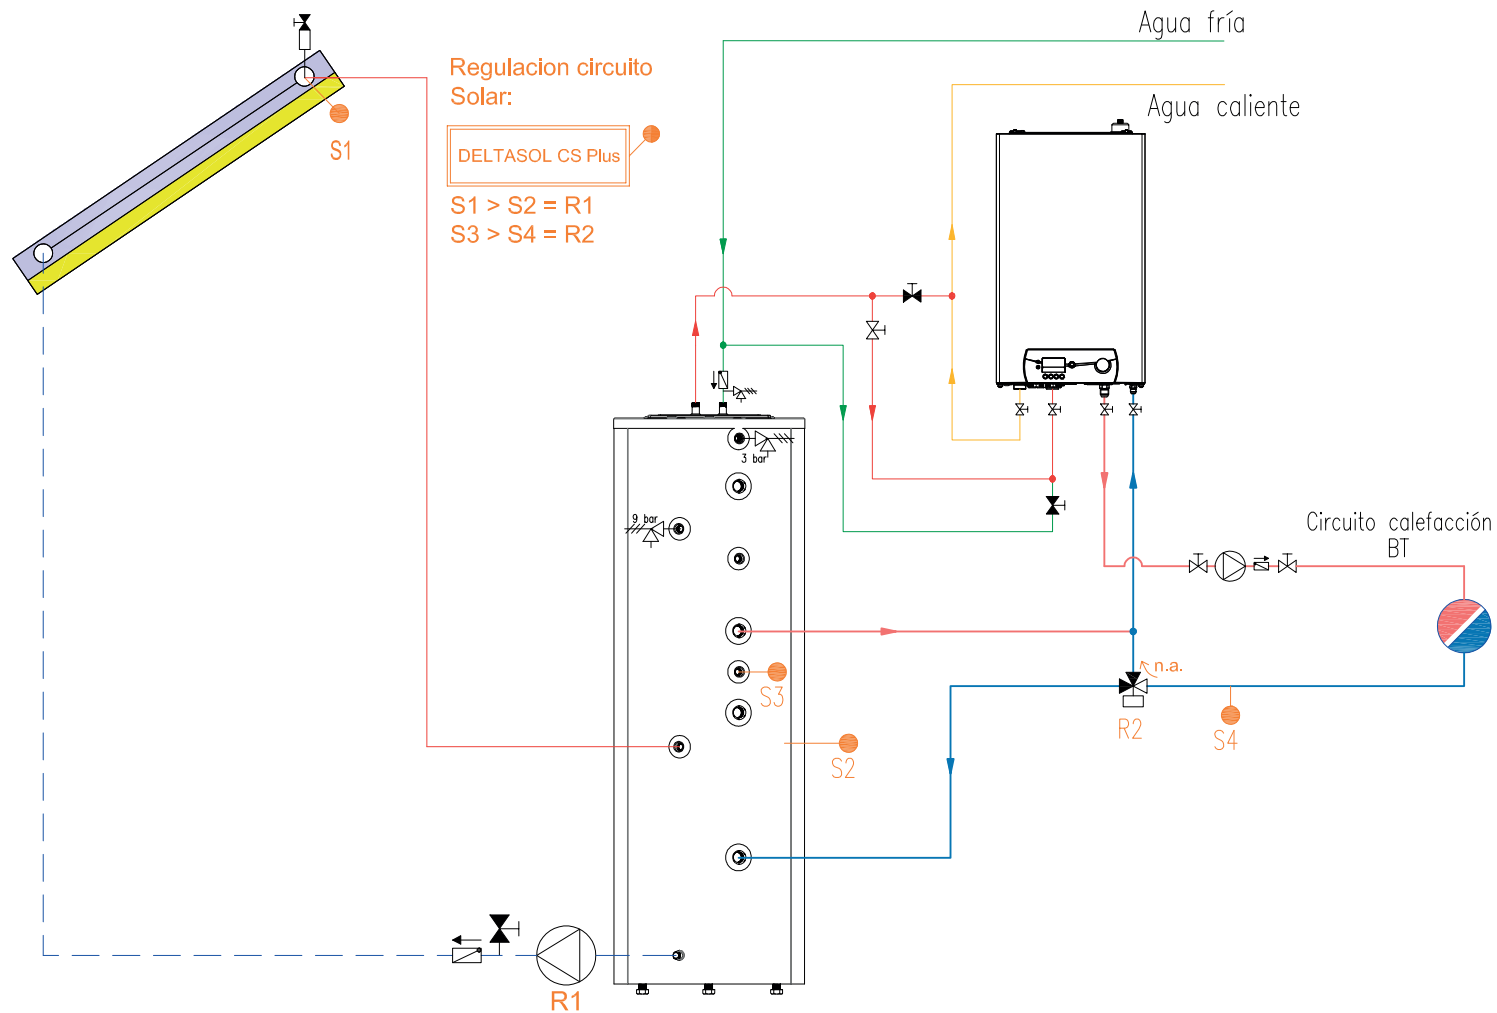 Agua fría
Regulacion circuito
Solar:
Agua caliente
S1
DELTASOL CS Plus
S1 > S2 = R1
S3 > S4 = R2
3 bar
9 bar
Circuito calefacción
BT
n.a.
S3
R2
S4
S2
R1